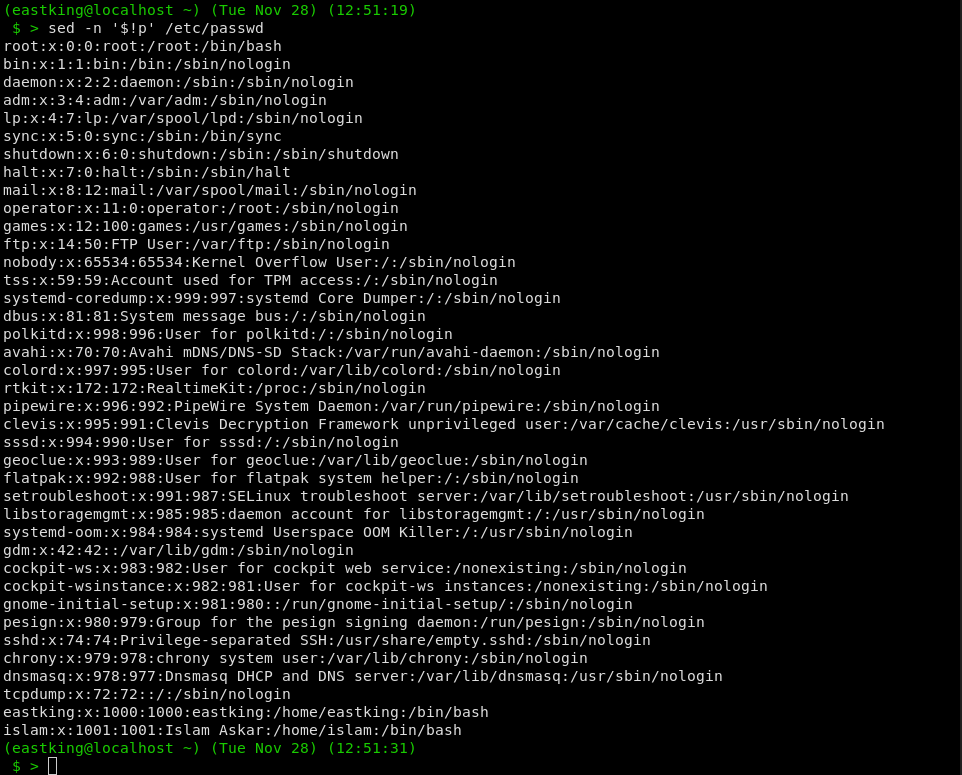 (eastking@localhost ~) (Tue Nov 28) (12:51:19)
$ > sed -n '$!p' /etc/passwd
root:x:0:0:root:/root:/bin/bash
bin:x:1:1:bin:/bin:/sbin/nologin
daemon:x:2:2:daemon:/sbin:/sbin/nologin
adm:x:3:4:adm:/var/adm:/sbin/nologin
lp:x:4:7:lp:/var/spool/lpd:/sbin/nologin
sync:x:5:0:sync:/sbin:/bin/sync
shutdown:x:6:0:shutdown:/sbin:/sbin/shutdown
halt:x:7:0:halt:/sbin:/sbin/halt
mail:x:8:12:mail:/var/spool/mail:/sbin/nologin
operator:x:11:0:operator:/root:/sbin/nologin
games:x:12:100:games:/usr/games:/sbin/nologin
ftp:x:14:50:FTP User:/var/ftp:/sbin/nologin
nobody:x:65534:65534:Kernel Overflow User:/:/sbin/nologin
tss:x:59:59:Account used for TPM access:/:/sbin/nologin
systemd-coredump:x:999:997:systemd Core Dumper:/:/sbin/nologin
dbus:x:81:81:System message bus:/:/sbin/nologin
polkitd:x:998:996:User for polkitd:/:/sbin/nologin
avahi:x:70:70:Avahi mDNS/DNS-SD Stack:/var/run/avahi-daemon:/sbin/nologin
colord:x:997:995:User for colord:/var/lib/colord:/sbin/nologin
rtkit:x:172:172:RealtimeKit:/proc:/sbin/nologin
pipewire:x:996:992:PipeWire System Daemon:/var/run/pipewire:/sbin/nologin
clevis:x:995:991:Clevis Decryption Framework unprivileged user:/var/cache/clevis:/usr/sbin/nologin
sssd:x:994:990:User for sssd:/:/sbin/nologin
geoclue:x:993:989:User for geoclue:/var/lib/geoclue:/sbin/nologin
flatpak:x:992:988:User for flatpak system helper:/:/sbin/nologin
setroubleshoot:x:991:987:SELinux troubleshoot server:/var/lib/setroubleshoot:/usr/sbin/nologin
libstoragemgmt:x:985:985:daemon account for libstoragemgmt:/:/usr/sbin/nologin
systemd-oom:x:984:984:systemd Userspace OOM Killer:/:/usr/sbin/nologin
gdm:x:42:42::/var/lib/gdm:/sbin/nologin
cockpit-ws:x:983:982:User for cockpit web service:/nonexisting:/sbin/nologin
cockpit-wsinstance:x:982:981:User for cockpit-ws instances:/nonexisting:/sbin/nologin
gnome-initial-setup:x:981:980::/run/gnome-initial-setup/:/sbin/nologin
pesign:x:980:979:Group for the pesign signing daemon:/run/pesign:/sbin/nologin
sshd:x:74:74:Privilege-separated SSH:/usr/share/empty.sshd:/sbin/nologin
chrony:x:979:978:chrony system user:/var/lib/chrony:/sbin/nologin
dnsmasq:x:978:977:Dnsmasq DHCP and DNS server:/var/lib/dnsmasq:/usr/sbin/nologin
tcpdump:x:72:72::/:/sbin/nologin
eastking:x:1000:1000:eastking:/home/eastking:/bin/bash
islam:x:1001:1001:Islam Askar:/home/islam:/bin/bash
(eastking@localhost ~) (Tue Nov 28) (12:51:31)
$ >